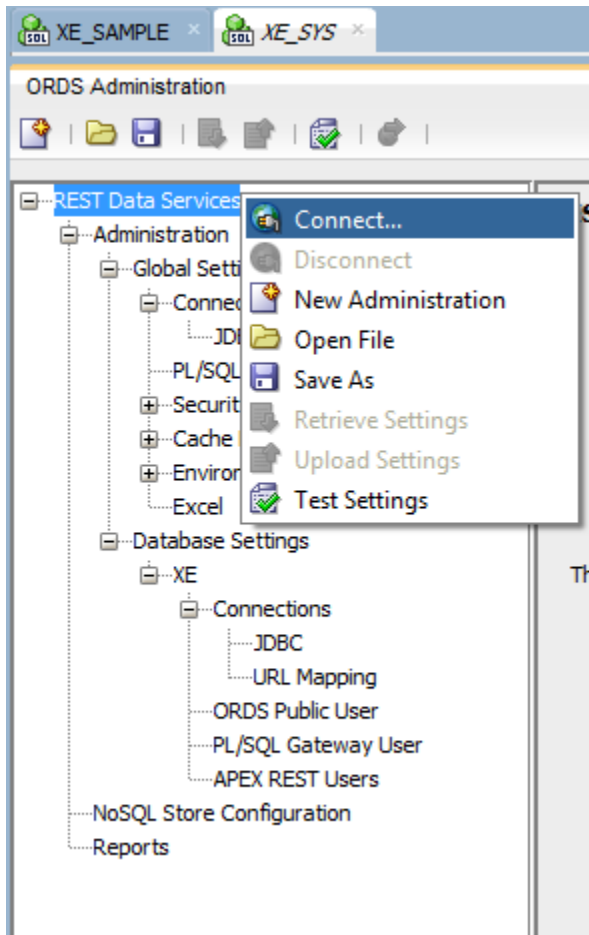 XE_SAMPLE
XE_SYS
ORDS Administration
REST Data Services
Connect...
Administration
Disconnect
Global Setti
New Administration
Connec
Open File
JDI
PL/SQL
Save As
Securit
Retrieve Settings
Cache
Upload Settings
Environ
Test Settings
Excel
Database Settings
XE
Th
Connections
JDBC
URL Mapping
ORDS Public User
PL/SQL Gateway User
APEX REST Users
NoSQL Store Configuration
Reports